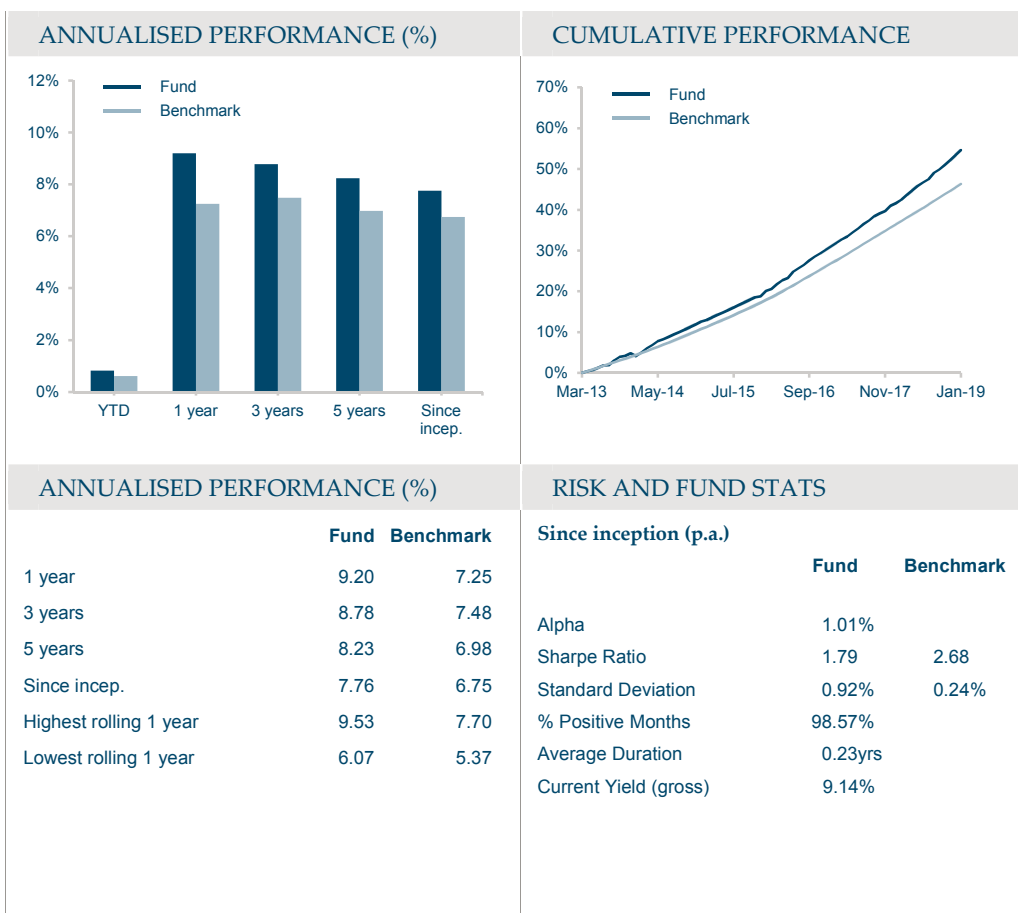 ANNUALISED PERFORMANCE (%)
12%
10%
8%
6%
4%
2%
0%
Fund
Benchmark
YTD
1 year
3 years
5 years
Since
incep.
CUMULATIVE PERFORMANCE
70%
60%
50%
40%
30%
20%
10%
0%
Fund
Benchmark
Mar-13
May-14
Jul-15
Sep-16
Nov-17
Jan-19
ANNUALISED PERFORMANCE (%)
Fund Benchmark
1 year 9.20 7.25
3 years 8.78 7.48
5 years 8.23 6.98
Since incep. 7.76 6.75
Highest rolling 1 year 9.53 7.70
Lowest rolling 1 year 6.07 5.37
RISK AND FUND STATS
Since inception (p.a.)
Fund Benchmark
Alpha 1.01%
Sharpe Ratio 1.79 2.68
Standard Deviation 0.92% 0.24%
% Positive Months 98.57%
Average Duration 0.23yrs
Current Yield (gross) 9.14%